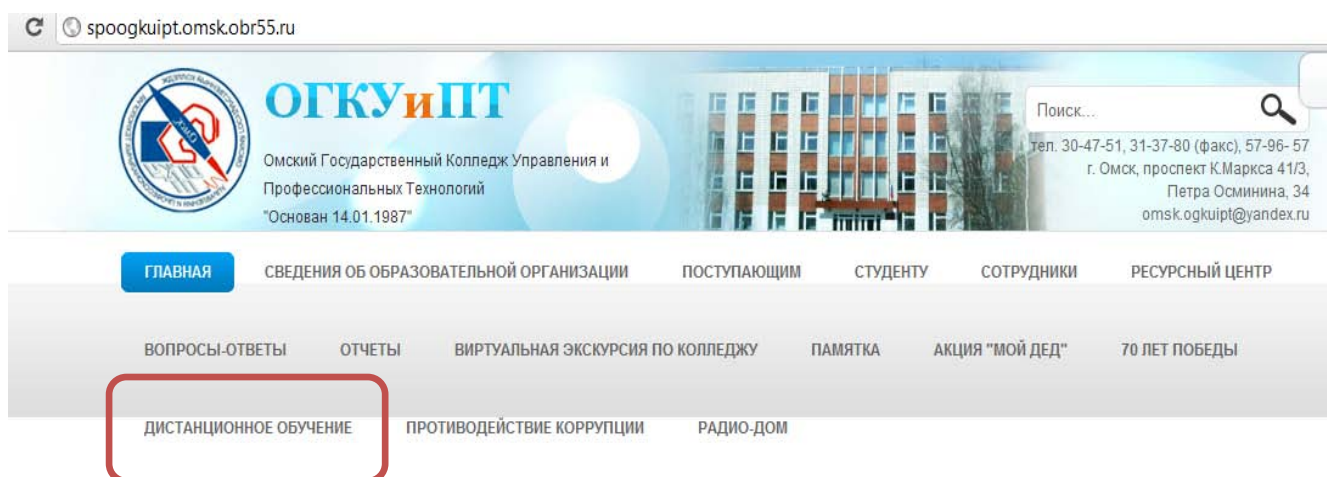 spoogkuipt.omsk.obr55.ru
ОГКУиПТ
Омский Государственный Колледж Управления и
Профессиональных Технологий
"Основан 14.01.1987"
Поиск...
тел. 30-47-51, 31-37-80 (факс), 57-96- 57
г. Омск, проспект К.Маркса 41/3,
Петра Осминина, 34
omsk.ogkuipt@yandex.ru
ГЛАВНАЯ СВЕДЕНИЯ ОБ ОБРАЗОВАТЕЛЬНОЙ ОРГАНИЗАЦИИ ПОСТУПАЮЩИМ СТУДЕНТУ СОТРУДНИКИ РЕСУРСНЫЙ ЦЕНТР
ВОПРОСЫ-ОТВЕТЫ ОТЧЕТЫ ВИРТУАЛЬНАЯ ЭКСКУРСИЯ ПО КОЛЛЕДЖУ ПАМЯТКА АКЦИЯ "МОЙ ДЕД" 70 ЛЕТ ПОБЕДЫ
ДИСТАНЦИОННОЕ ОБУЧЕНИЕ ПРОТИВОДЕЙСТВИЕ КОРРУПЦИИ РАДИО-ДОМ